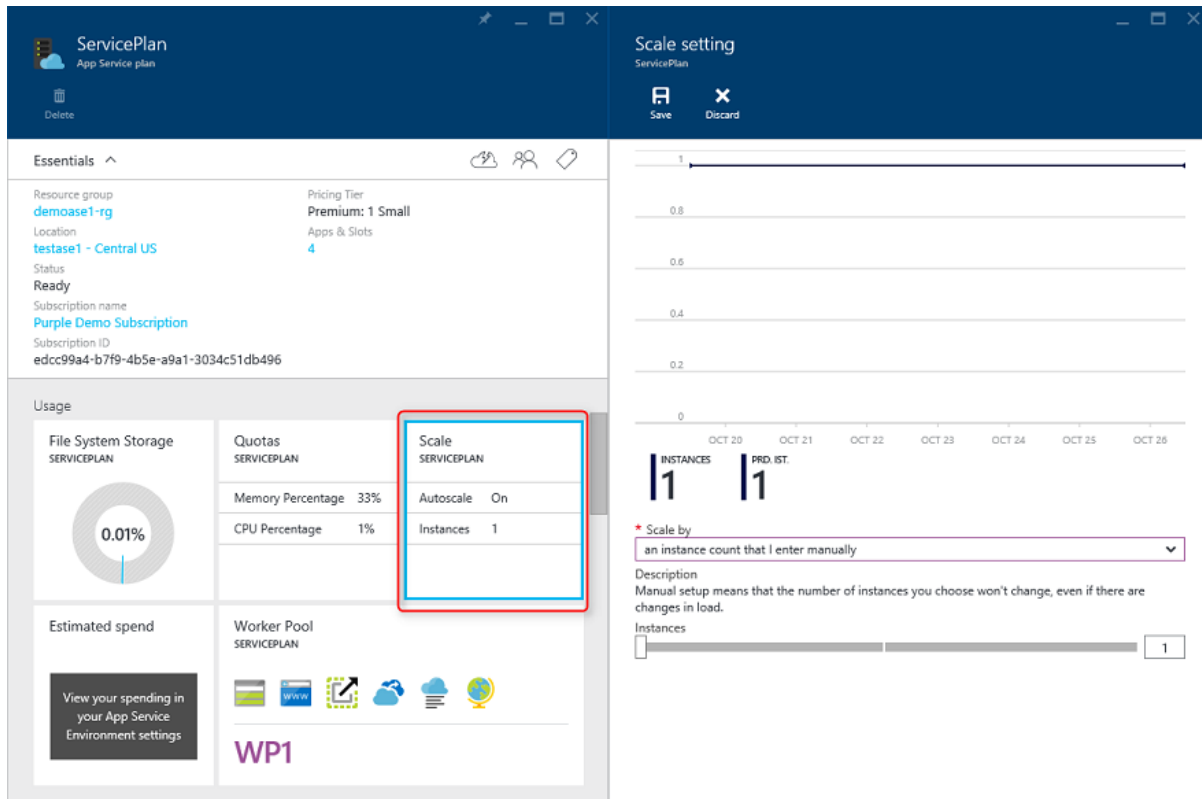 ServicePlan
App Service plan
Delete
Essentials
Resource group
demoase1-rg
Pricing Tier
Premium: 1 Small
Location
testase1 - Central US
Apps & Slots
4
Status
Ready
Subscription name
Purple Demo Subscription
Subscription ID
edcc99a4-b7f9-4b5e-a9a1-3034c51db496
Usage
File System Storage
SERVICEPLAN
0.01%
Quotas
SERVICEPLAN
Memory Percentage 33%
CPU Percentage 1%
Scale
SERVICEPLAN
Autoscale On
Instances 1
Estimated spend
View your spending in
your App Service
Environment settings
Worker Pool
SERVICEPLAN
www
WP1
Scale setting
ServicePlan
Save
Discard
1
0.8
0.6
0.4
0.2
0
OCT 20 OCT 21 OCT 22 OCT 23 OCT 24 OCT 25 OCT 26
INSTANCES
1
PRD. IST.
1
* Scale by
an instance count that I enter manually
Description
Manual setup means that the number of instances you choose won't change, even if there are
changes in load.
Instances
1